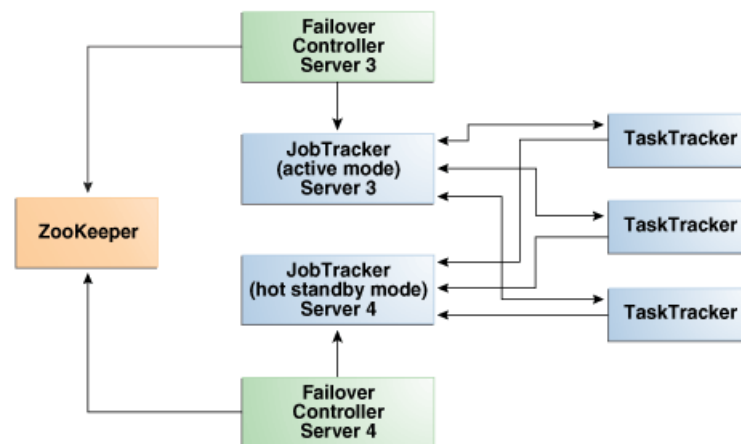 Failover
Controller
Server 3
JobTracker
(active mode)
Server 3
TaskTracker
ZooKeeper
TaskTracker
JobTracker
(hot standby mode)
Server 4
TaskTracker
Failover
Controller
Server 4